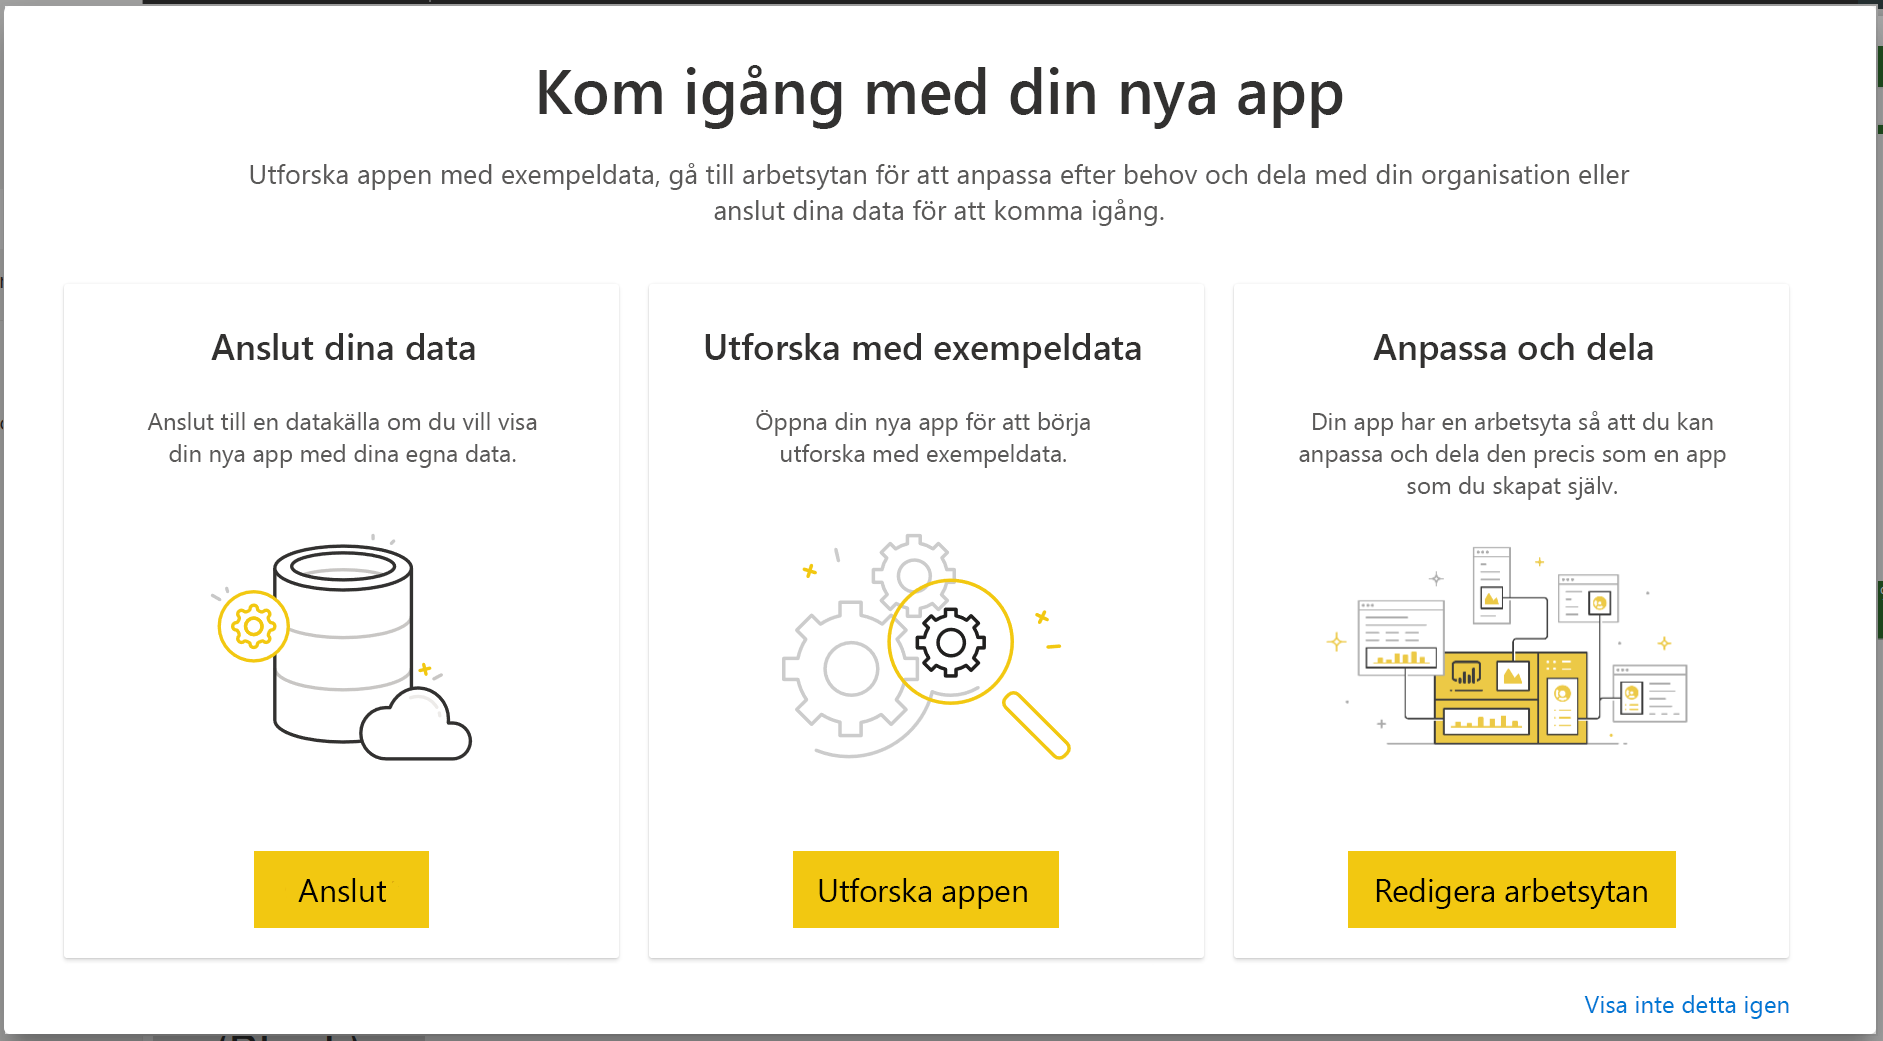 Kom igång med din nya app
Utforska appen med exempeldata, gå till arbetsytan för att anpassa efter behov och dela med din organisation eller
anslut dina data för att komma igång.
Anslut dina data
Anslut till en datakälla om du vill visa
din nya app med dina egna data.
Anslut
Utforska med exempeldata
Öppna din nya app för att börja
utforska med exempeldata.
Utforska appen
Anpassa och dela
Din app har en arbetsyta så att du kan
anpassa och dela den precis som en app
som du skapat själv.
Redigera arbetsytan
Visa inte detta igen